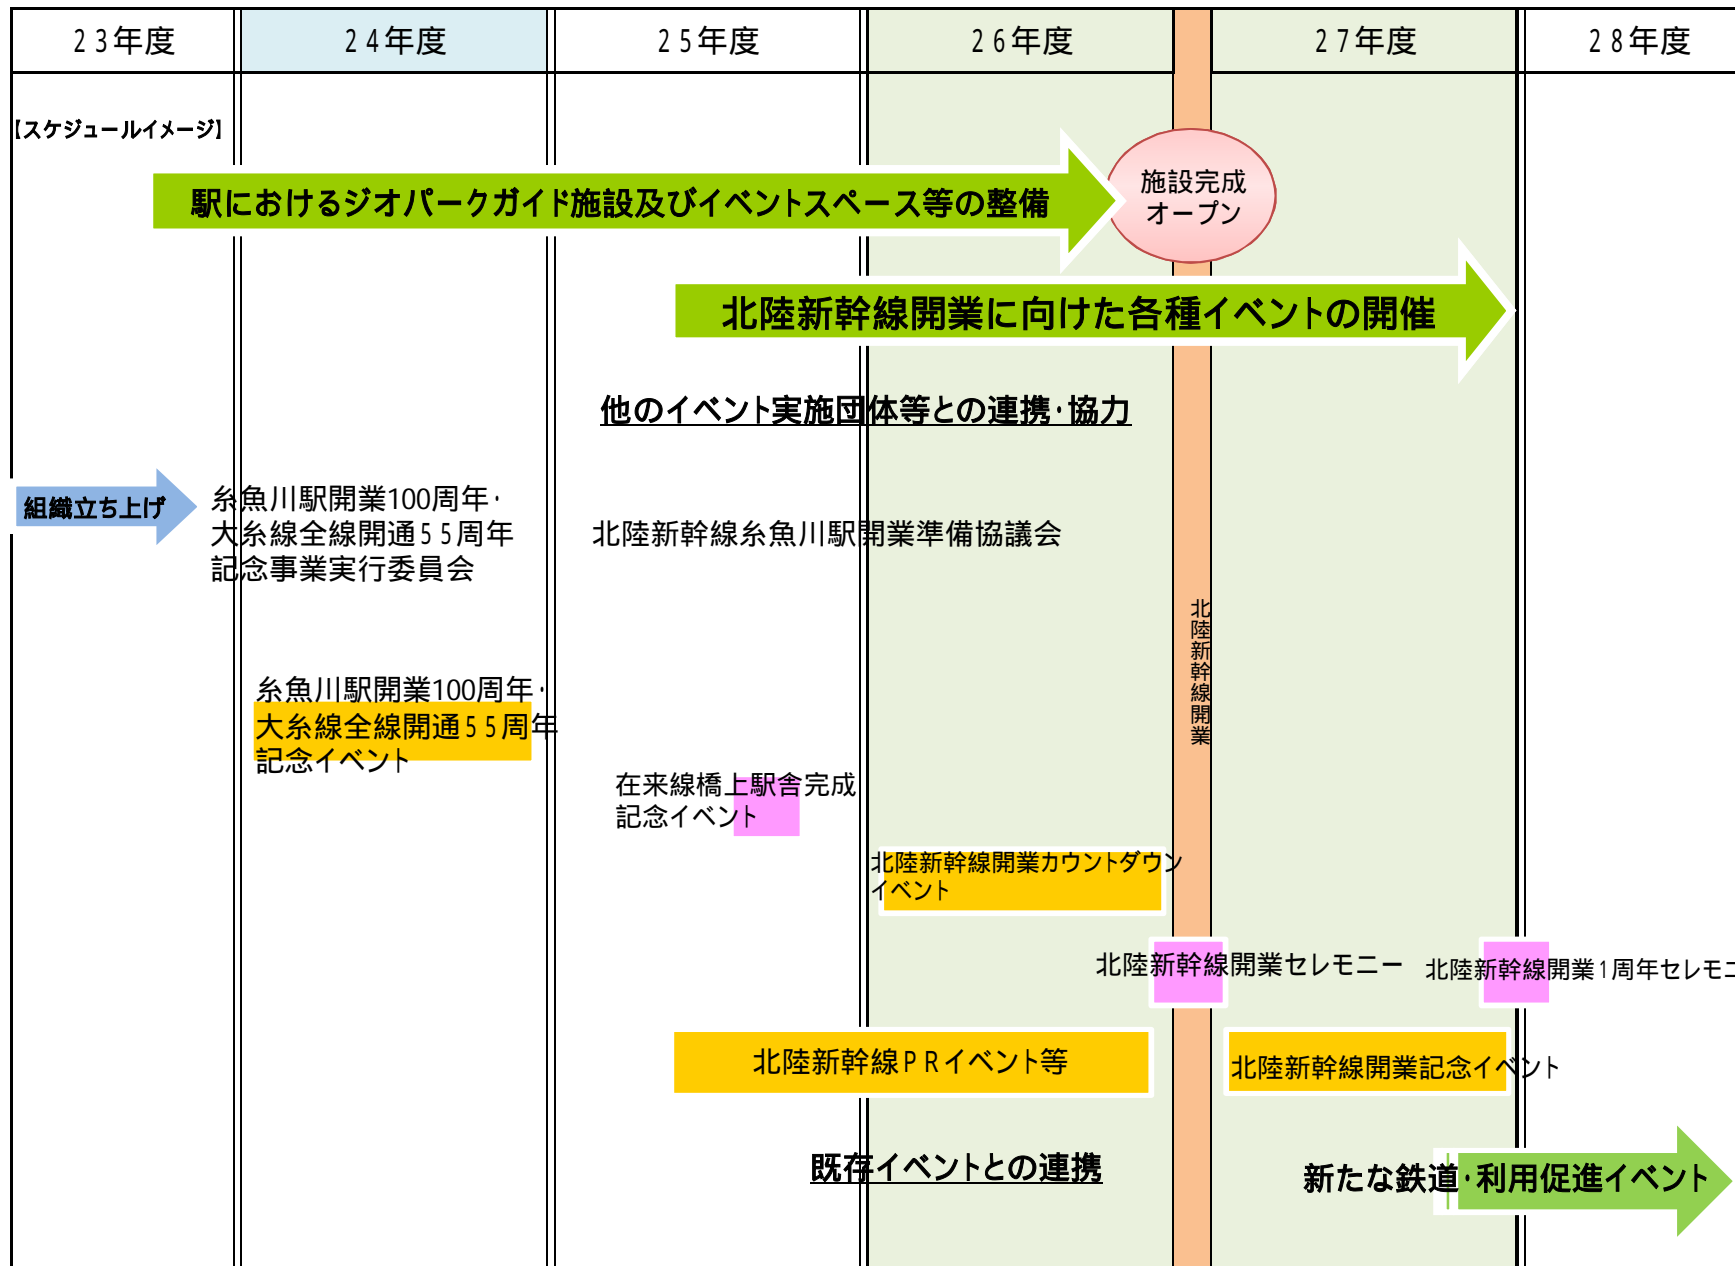 23年度
24年度
25年度
26年度
27年度
28年度
【スケジュールイメージ】
駅におけるジオパークガイド施設及びイベントスペース等の整備
施設完成
オープン
北陸新幹線開業に向けた各種イベントの開催
他のイベント実施団体等との連携・協力
組織立ち上げ
糸魚川駅開業100周年・
大糸線全線開通55周年
記念事業実行委員会
北陸新幹線糸魚川駅開業準備協議会
北陸新幹線開業
糸魚川駅開業100周年・
大糸線全線開通55周年
記念イベント
在来線橋上駅舎完成
記念イベント
北陸新幹線開業カウントダウン
イベント
北陸新幹線開業セレモニー
北陸新幹線開業1周年セレモニ
北陸新幹線PRイベント等
北陸新幹線開業記念イベント
既存イベントとの連携
新たな鉄道・利用促進イベント